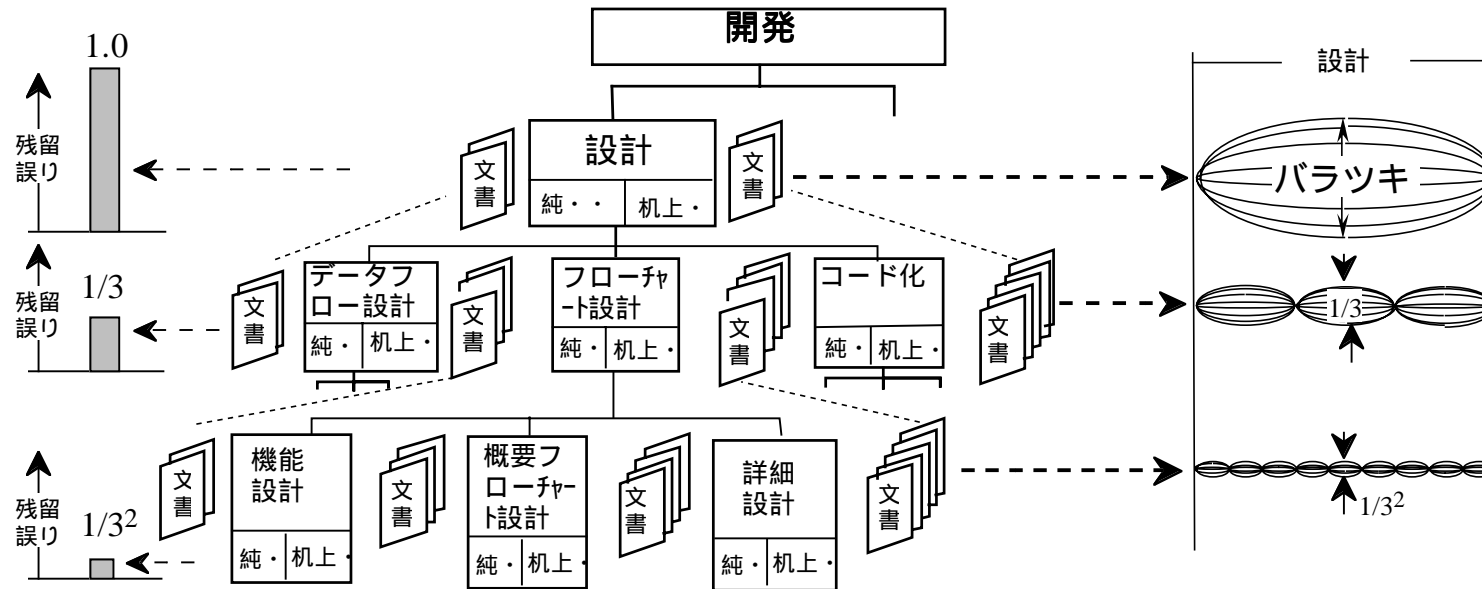 開発
1.0
設計
残留
誤り
文
書
設計
文
書
バラツキ
純・・
机上・
残留
誤り
1/3
文
書
データフ
ロー設計
純・
机上・
文
書
フローチャ
ート設計
純・
机上・
文
書
コード化
純・
机上・
文
書
1/3
残留
誤り
1/3²
文
書
機能
設計
純・
机上・
文
書
概要フ
ローチャー
ト設計
純・
机上・
文
書
詳細
設計
純・
机上・
文
書
1/3²